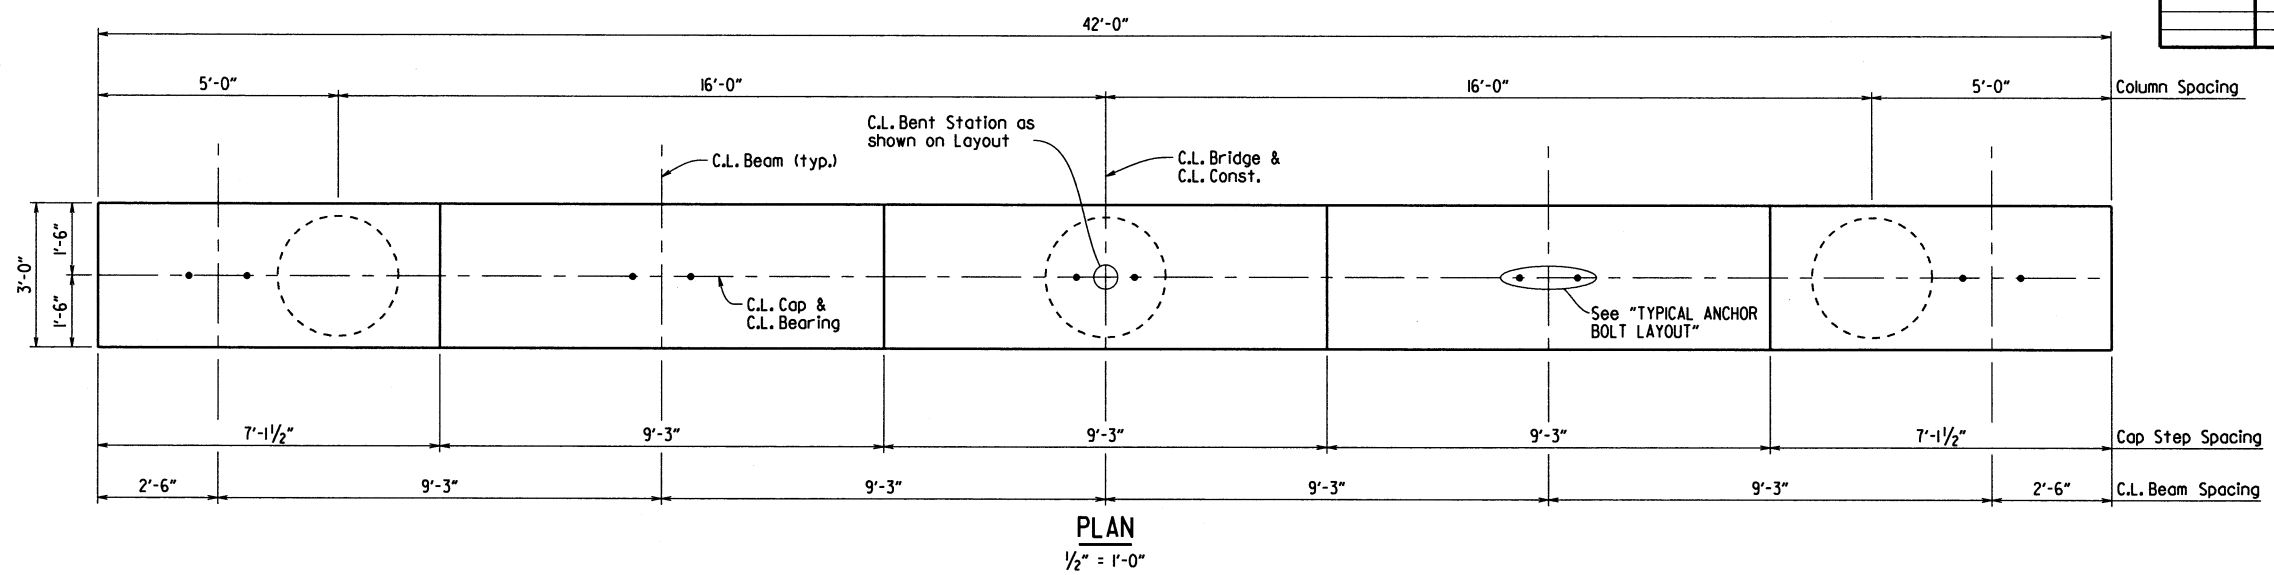 42'-0"
5'-0" 16'-0" 16'-0" 5'-0" Column Spacing
C.L. Bent Station as
shown on Layout
C.L. Beam (typ.)
C.L. Bridge &
C.L. Const.
3'-0"
1'-6"
1'-6"
C.L. Cap &
C.L. Bearing
See "TYPICAL ANCHOR
BOLT LAYOUT"
7'-1½" 9'-3" 9'-3" 9'-3" 7'-1½" Cap Step Spacing
2'-6" 9'-3" 9'-3" 9'-3" 9'-3" 2'-6" C.L. Beam Spacing
PLAN
½" = 1'-0"